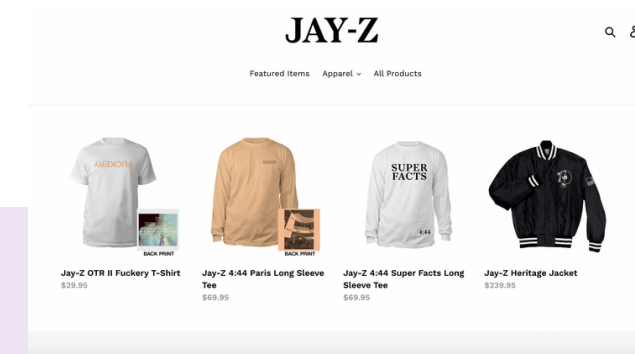 JAY-Z
Featured Items Apparel All Products
FUCKERY
BACK PRINT
BACK PRINT
SUPER
FACTS
4:44
Jay-Z OTR II Fuckery T-Shirt
$29.95
Jay-Z 4:44 Paris Long Sleeve
Tee
$69.95
Jay-Z 4:44 Super Facts Long
Sleeve Tee
$69.95
Jay-Z Heritage Jacket
$239.95